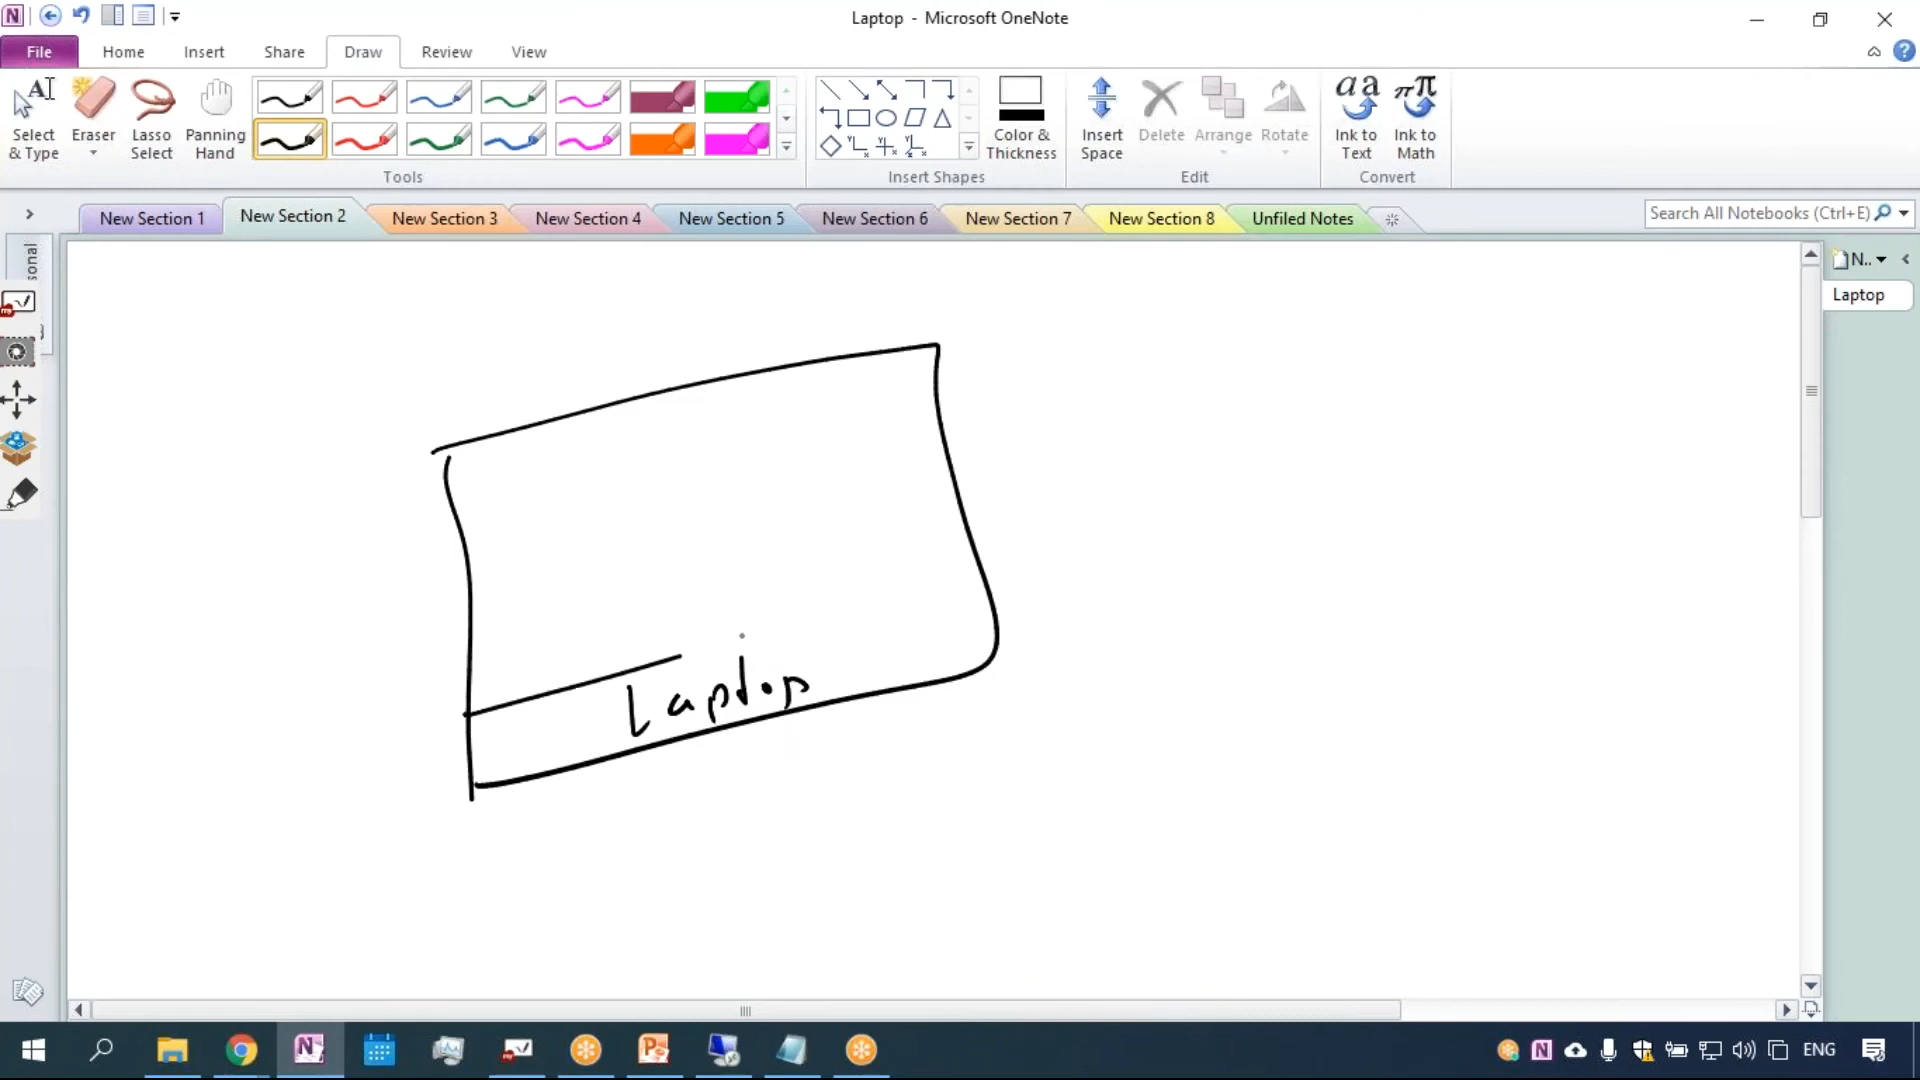 Laptop - Microsoft OneNote
File Home Insert Share Draw Review View
Select & Type
Eraser
Lasso Select
Panning Hand
Color & Thickness
Insert Space
Delete
Arrange
Rotate
Ink to Text
Ink to Math
Tools
Insert Shapes
Edit
Convert
New Section 1 New Section 2 New Section 3 New Section 4 New Section 5 New Section 6 New Section 7 New Section 8 Unfiled Notes
Search All Notebooks (Ctrl+E)
N..
Laptop
Laptop
ENG